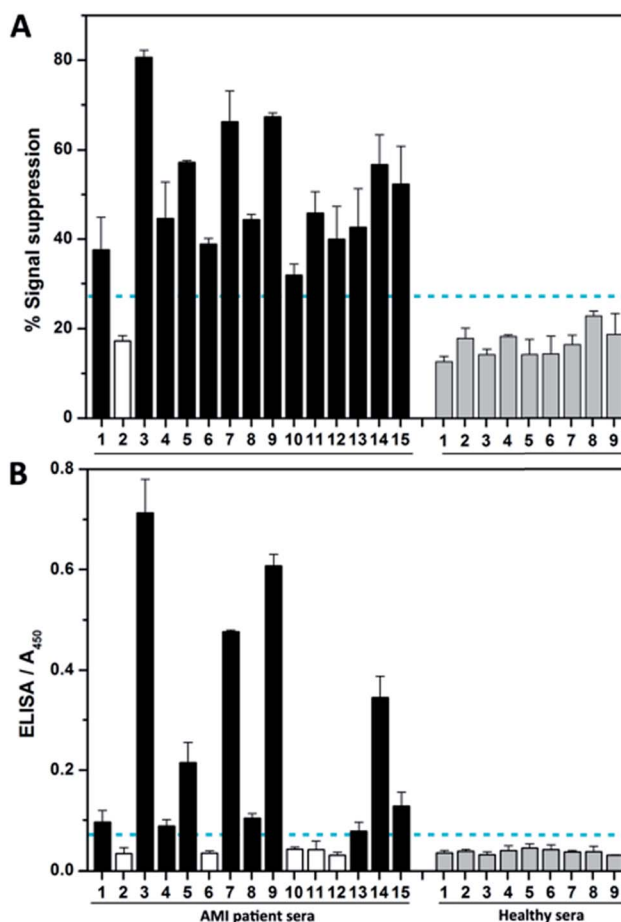 A
% Signal suppression
80
60
40
20
0
1 2 3 4 5 6 7 8 9 10 11 12 13 14 15 1 2 3 4 5 6 7 8 9
B
ELISA / A450
0.8
0.6
0.4
0.2
0.0
1 2 3 4 5 6 7 8 9 10 11 12 13 14 15 1 2 3 4 5 6 7 8 9
AMI patient sera Healthy sera